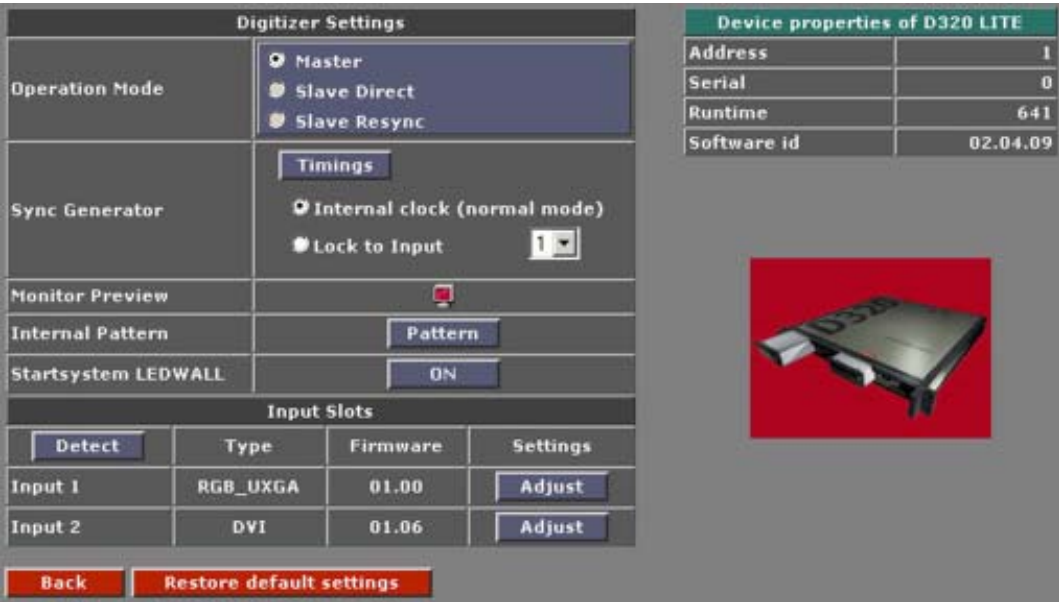 Digitizer Settings
Operation Mode
Master
Slave Direct
Slave Resync
Sync Generator
Timings
Internal clock (normal mode)
Lock to Input 1
Monitor Preview
Internal Pattern Pattern
Startsystem LEDWALL ON
Input Slots
Detect Type Firmware Settings
Input 1 RGB_UXGA 01.00 Adjust
Input 2 DVI 01.06 Adjust
Back Restore default settings
Device properties of D320 LITE
Address 1
Serial 0
Runtime 641
Software id 02.04.09
D320